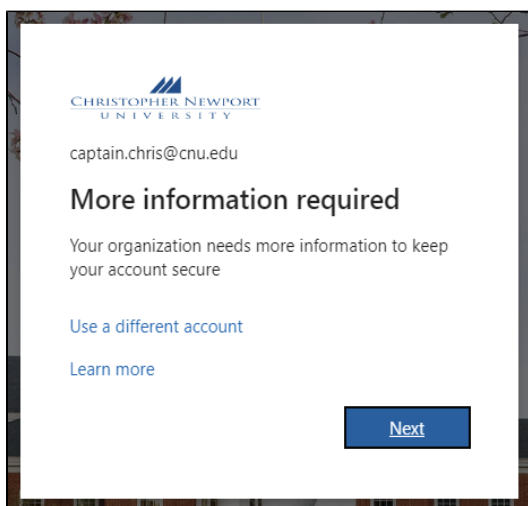 CHRISTOPHER NEWPORT
UNIVERSITY
captain.chris@cnu.edu
More information required
Your organization needs more information to keep
your account secure
Use a different account
Learn more
Next